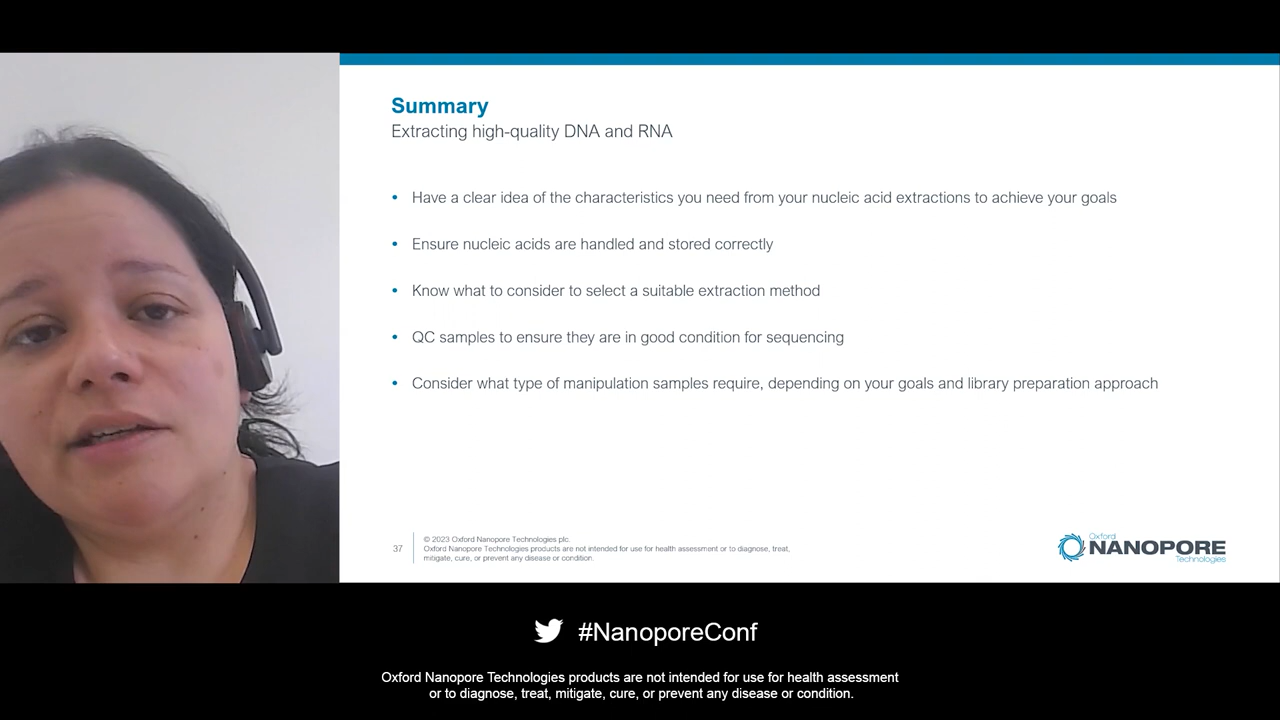 Summary
Extracting high-quality DNA and RNA
• Have a clear idea of the characteristics you need from your nucleic acid extractions to achieve your goals
• Ensure nucleic acids are handled and stored correctly
• Know what to consider to select a suitable extraction method
• QC samples to ensure they are in good condition for sequencing
• Consider what type of manipulation samples require, depending on your goals and library preparation approach
37
© 2023 Oxford Nanopore Technologies plc.
Oxford Nanopore Technologies products are not intended for use for health assessment or to diagnose, treat,
mitigate, cure, or prevent any disease or condition.
Oxford
NANOPORE
Technologies
#NanoporeConf
Oxford Nanopore Technologies products are not intended for use for health assessment
or to diagnose, treat, mitigate, cure, or prevent any disease or condition.